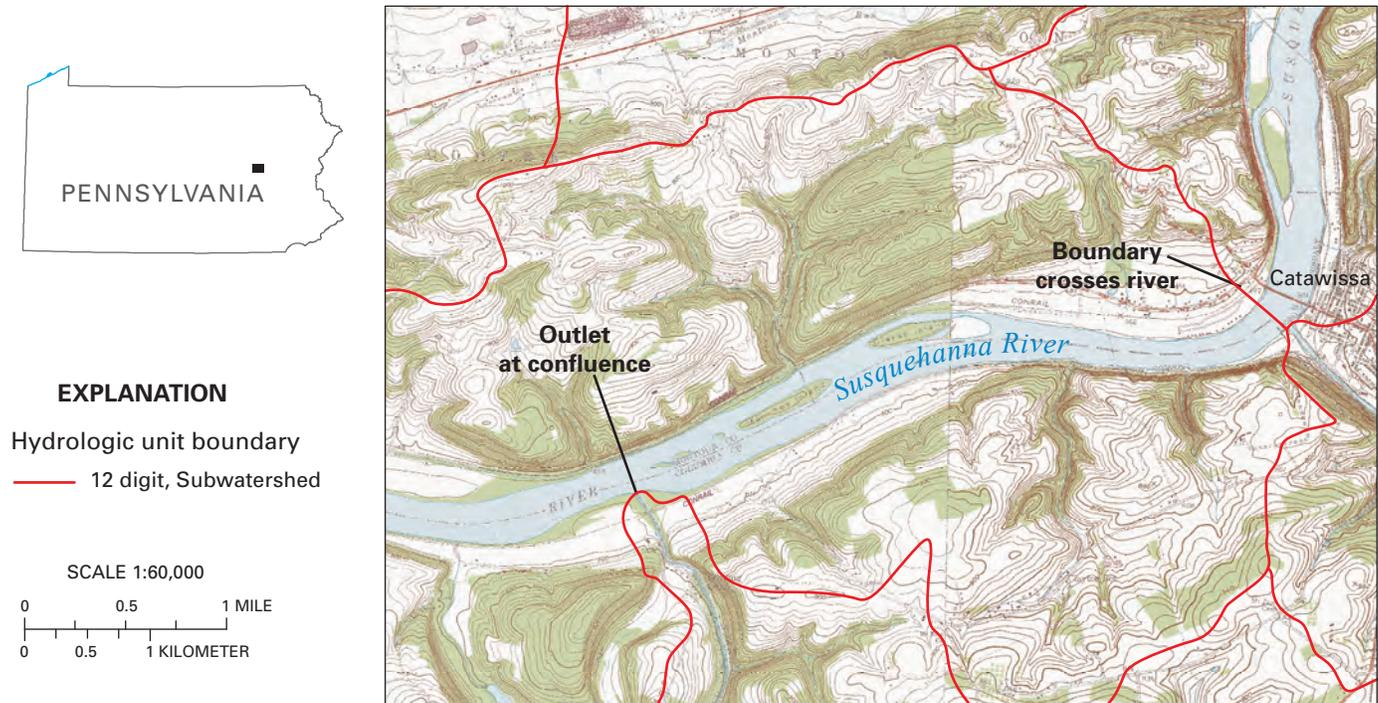 PENNSYLVANIA
EXPLANATION
Hydrologic unit boundary
12 digit, Subwatershed
SCALE 1:60,000
0 0.5 1 MILE
0 0.5 1 KILOMETER
Boundary
crosses river
Catawissa
CONRAIL
Outlet
at confluence
Susquehanna River
RIVER
CONRAIL